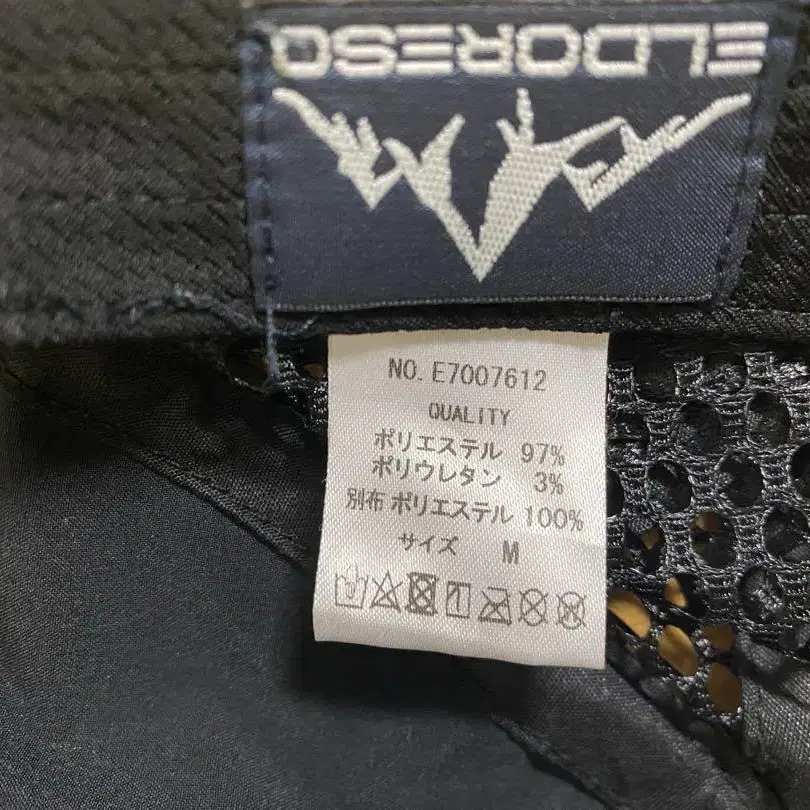 ELDORESO
NO. E7007612
QUALITY
ポリエステル 97%
ポリウレタン 3%
別布 ポリエステル 100%
サイズ M